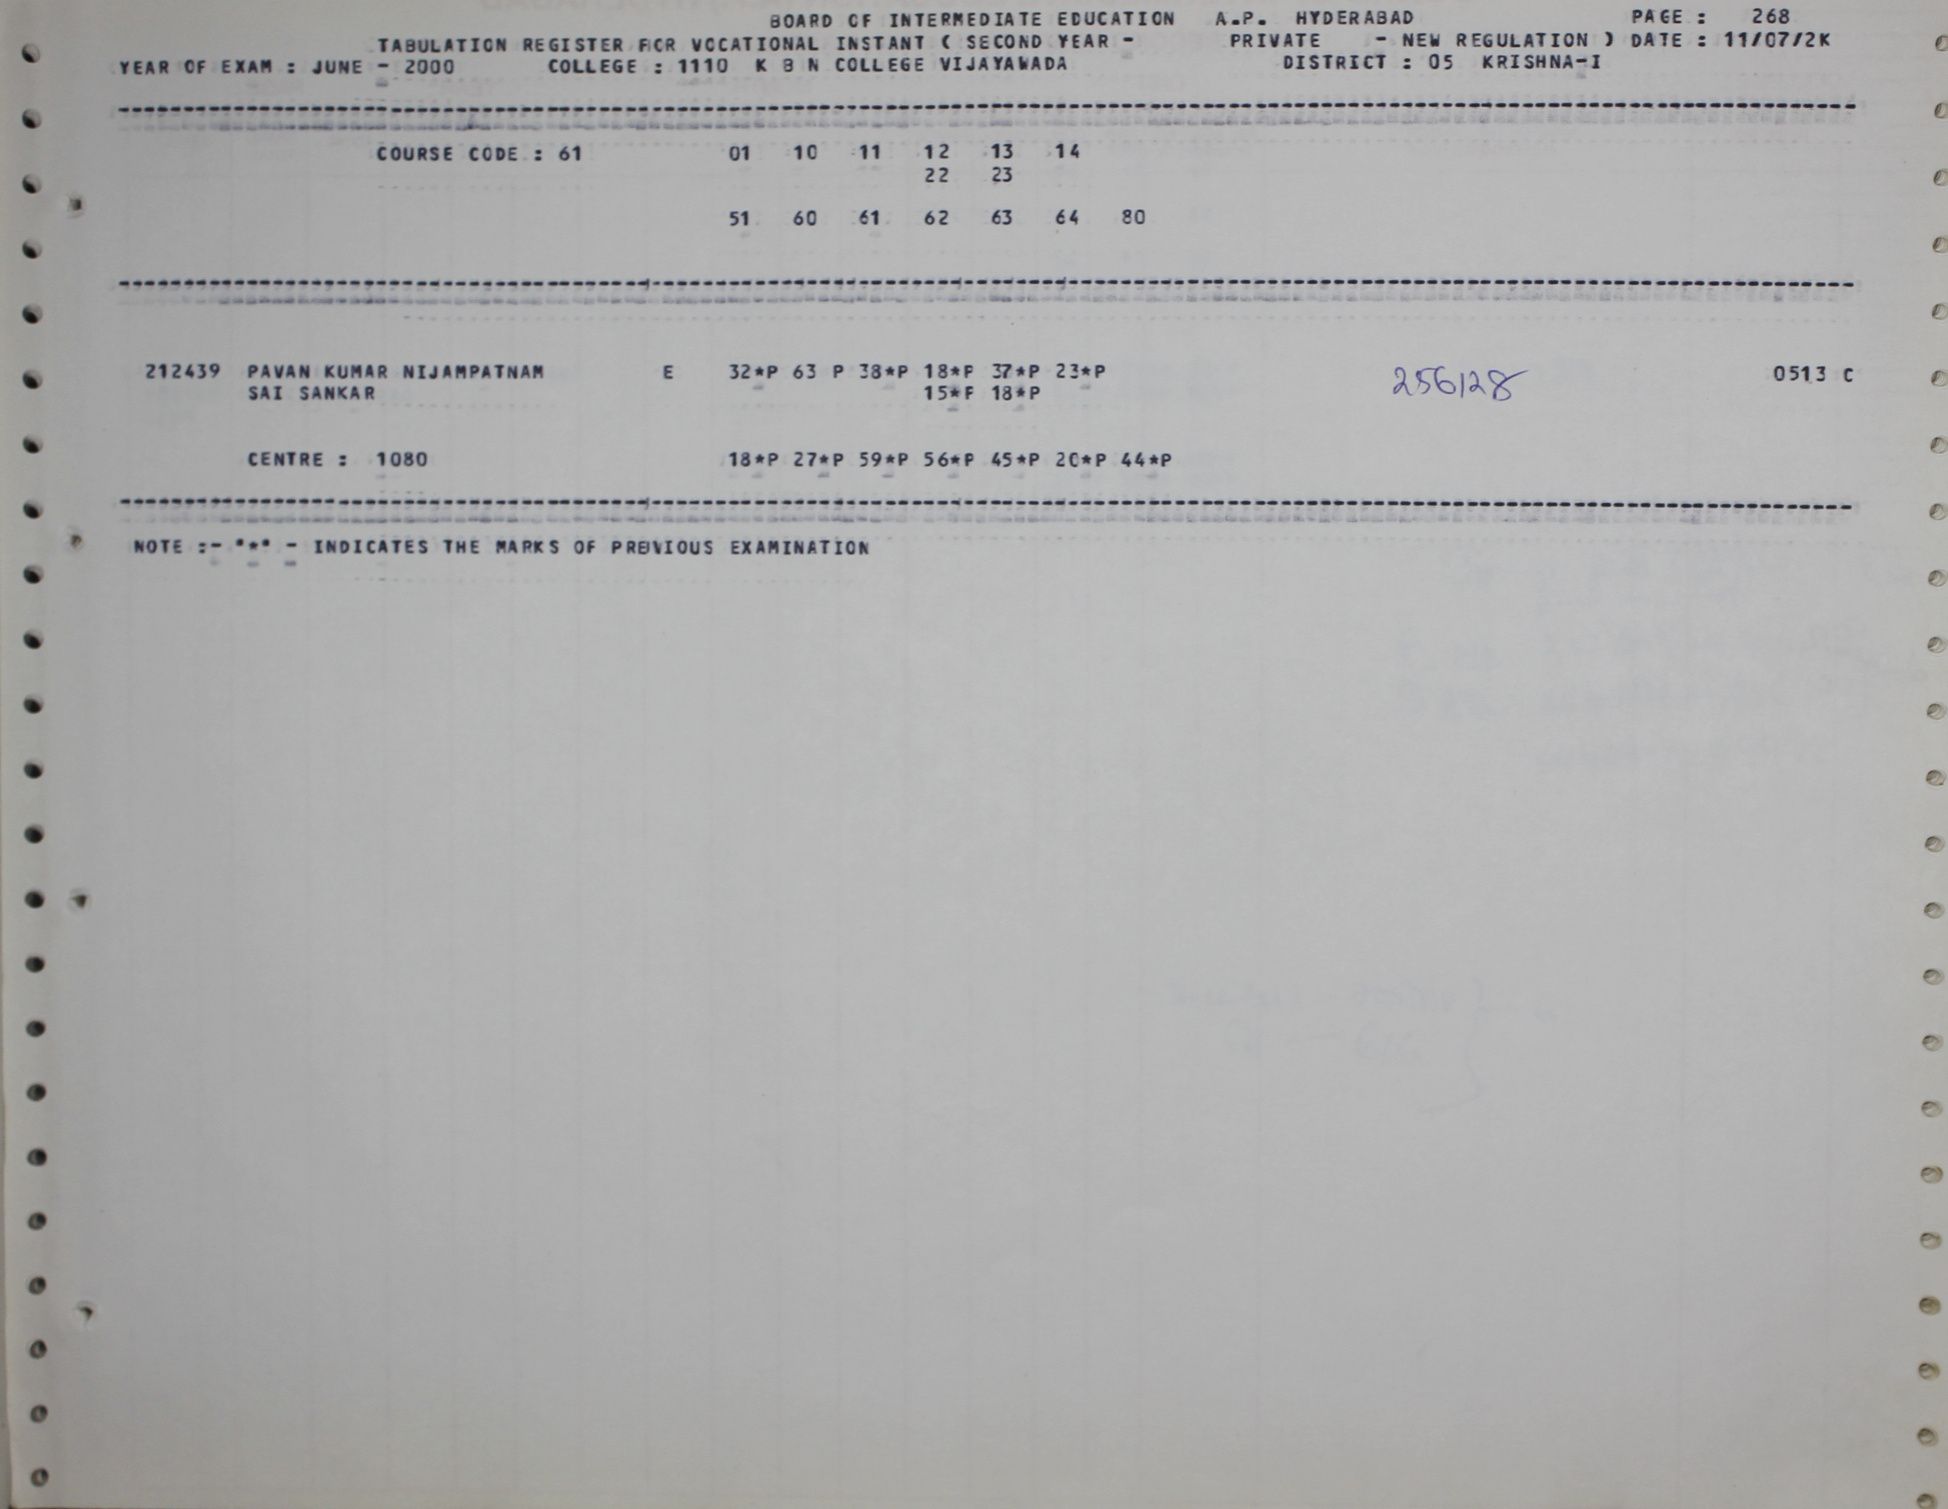 BOARD OF INTERMEDIATE EDUCATION A.P. HYDERABAD PAGE : 268
TABULATION REGISTER FOR VOCATIONAL INSTANT ( SECOND YEAR - PRIVATE - NEW REGULATION ) DATE : 11/07/2K
YEAR OF EXAM : JUNE - 2000 COLLEGE : 1110 K B N COLLEGE VIJAYAWADA DISTRICT : 05 KRISHNA-I
COURSE CODE : 61 01 10 11 12 13 14
22 23
51 60 61 62 63 64 80
212439 PAVAN KUMAR NIJAMPATNAM E 32*P 63 P 38*P 18*P 37*P 23*P 256128 0513 C
SAI SANKAR 15*P 18*P
CENTRE : 1080 18*P 27*P 59*P 56*P 45*P 20*P 44*P
NOTE :- "*" - INDICATES THE MARKS OF PREVIOUS EXAMINATION